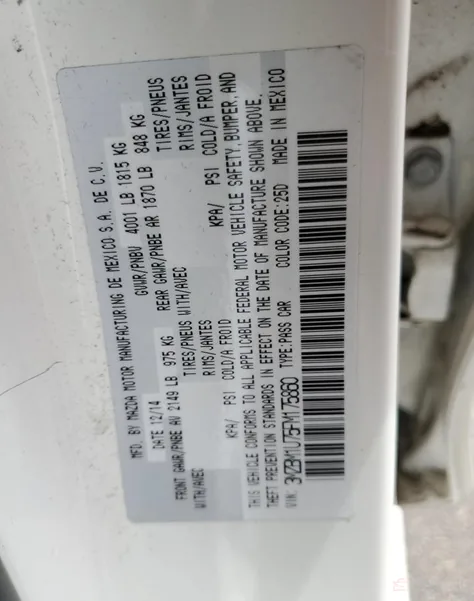 MFD. BY MAZDA MOTOR MANUFACTURING DE MEXICO S.A. DE C.V.
DATE 12/14 GVWR/PNBV 4001 LB 1815 KG
FRONT GAWR/PNBE AV 2149 LB 975 KG REAR GAWR/PNBE AR 1870 LB 848 KG
WITH/AVEC TIRES/PNEUS WITH/AVEC TIRES/PNEUS
RIMS/JANTES RIMS/JANTES
KPA/ PSI COLD/A FROID KPA/ PSI COLD/A FROID
THIS VEHICLE CONFORMS TO ALL APPLICABLE FEDERAL MOTOR VEHICLE SAFETY, BUMPER, AND
THEFT PREVENTION STANDARDS IN EFFECT ON THE DATE OF MANUFACTURE SHOWN ABOVE.
VIN: 3MZBM1U75FM175860 TYPE:PASS CAR COLOR CODE:25D MADE IN MEXICO